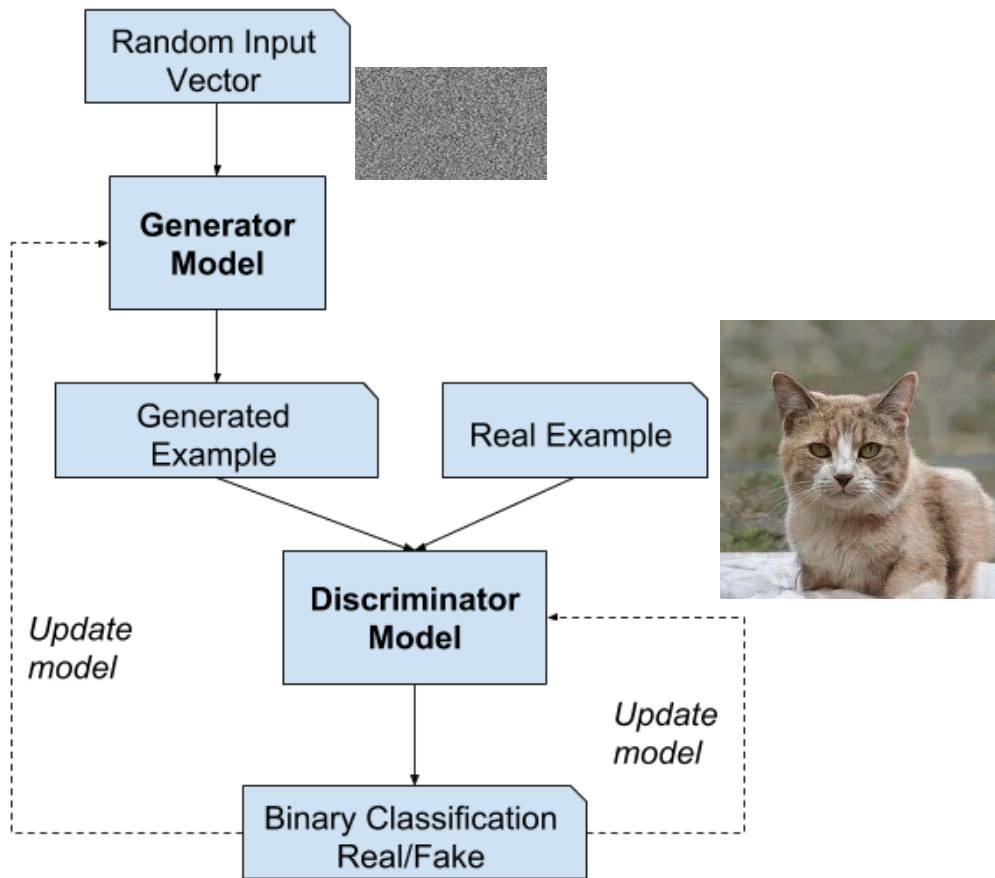 Random Input
Vector
Generator
Model
Generated
Example
Real Example
Discriminator
Model
Update
model
Update
model
Binary Classification
Real/Fake